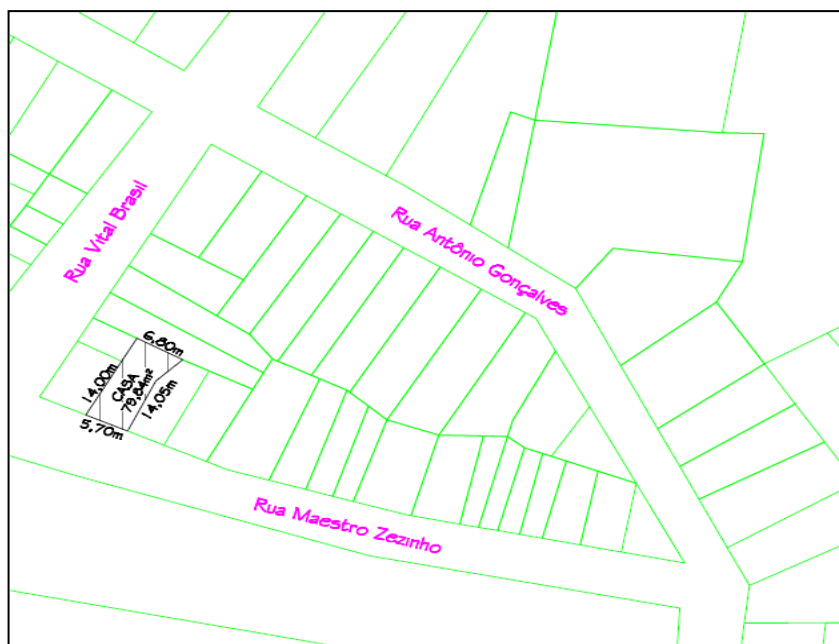 Rua Vital Brasil
Rua Antônio Gonçalves
6,80m
14,00m
CASA
79,84m²
14,05m
5,70m
Rua Maestro Zezinho